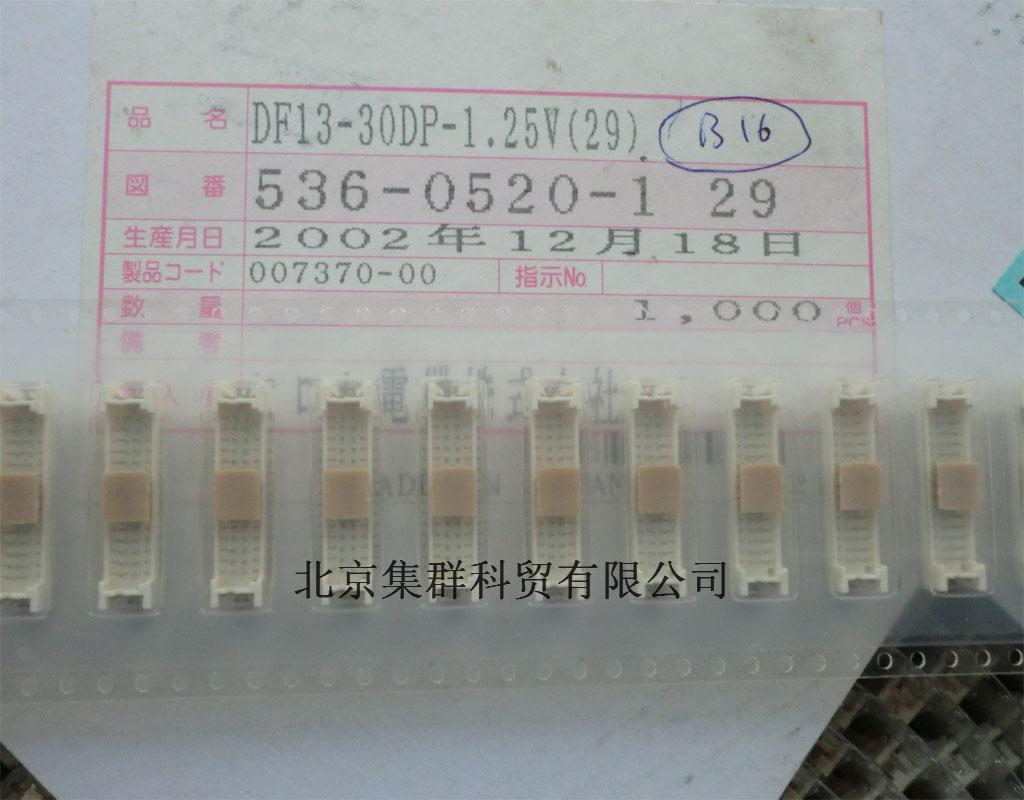 品 名 DF13-30DP-1.25V(29) B16
図 番 536-0520-1 29
生産月日 2002年12月18日
製品コード 007370-00 指示No.
数 量 1,000 個
PCS
備 考
北京集群科贸有限公司